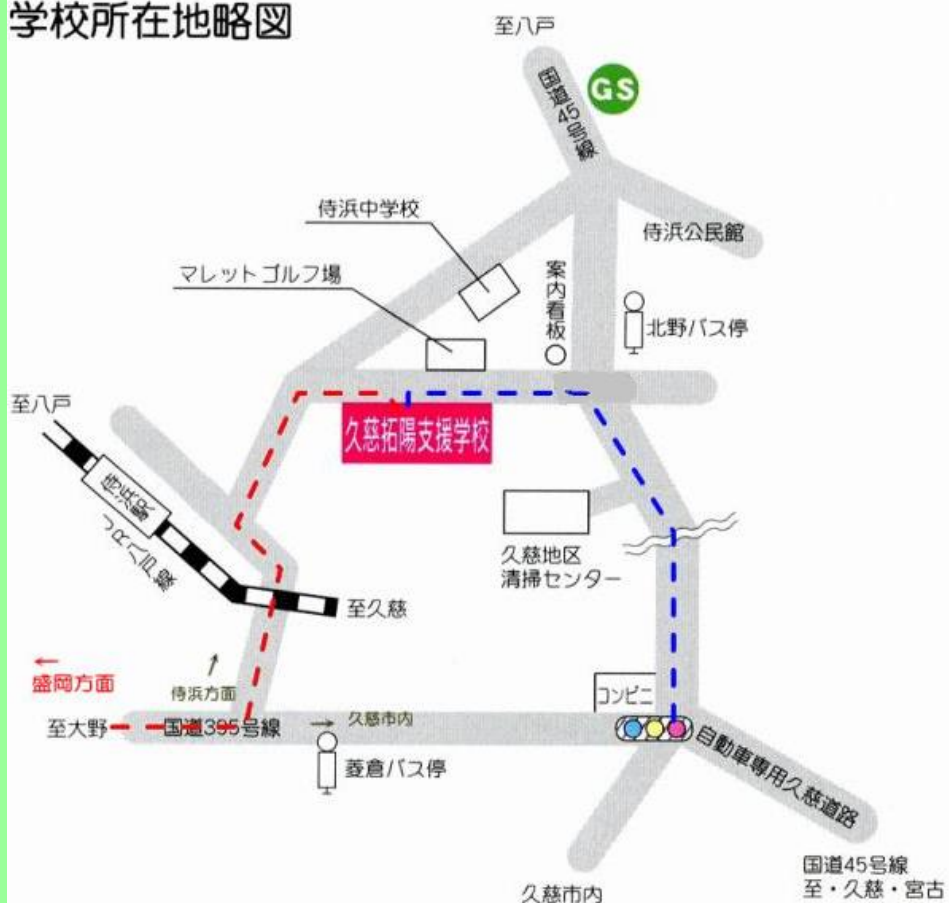 学校所在地略図
至八戸
国道45号線
GS
侍浜中学校
侍浜公民館
マレットゴルフ場
案内看板
北野バス停
至八戸
久慈拓陽支援学校
侍浜駅
JR八戸線
久慈地区
清掃センター
至久慈
←
盛岡方面
↑
侍浜方面
コンビニ
至大野
国道395号線
→
久慈市内
菱倉バス停
自動車専用久慈道路
国道45号線
至・久慈・宮古
久慈市内